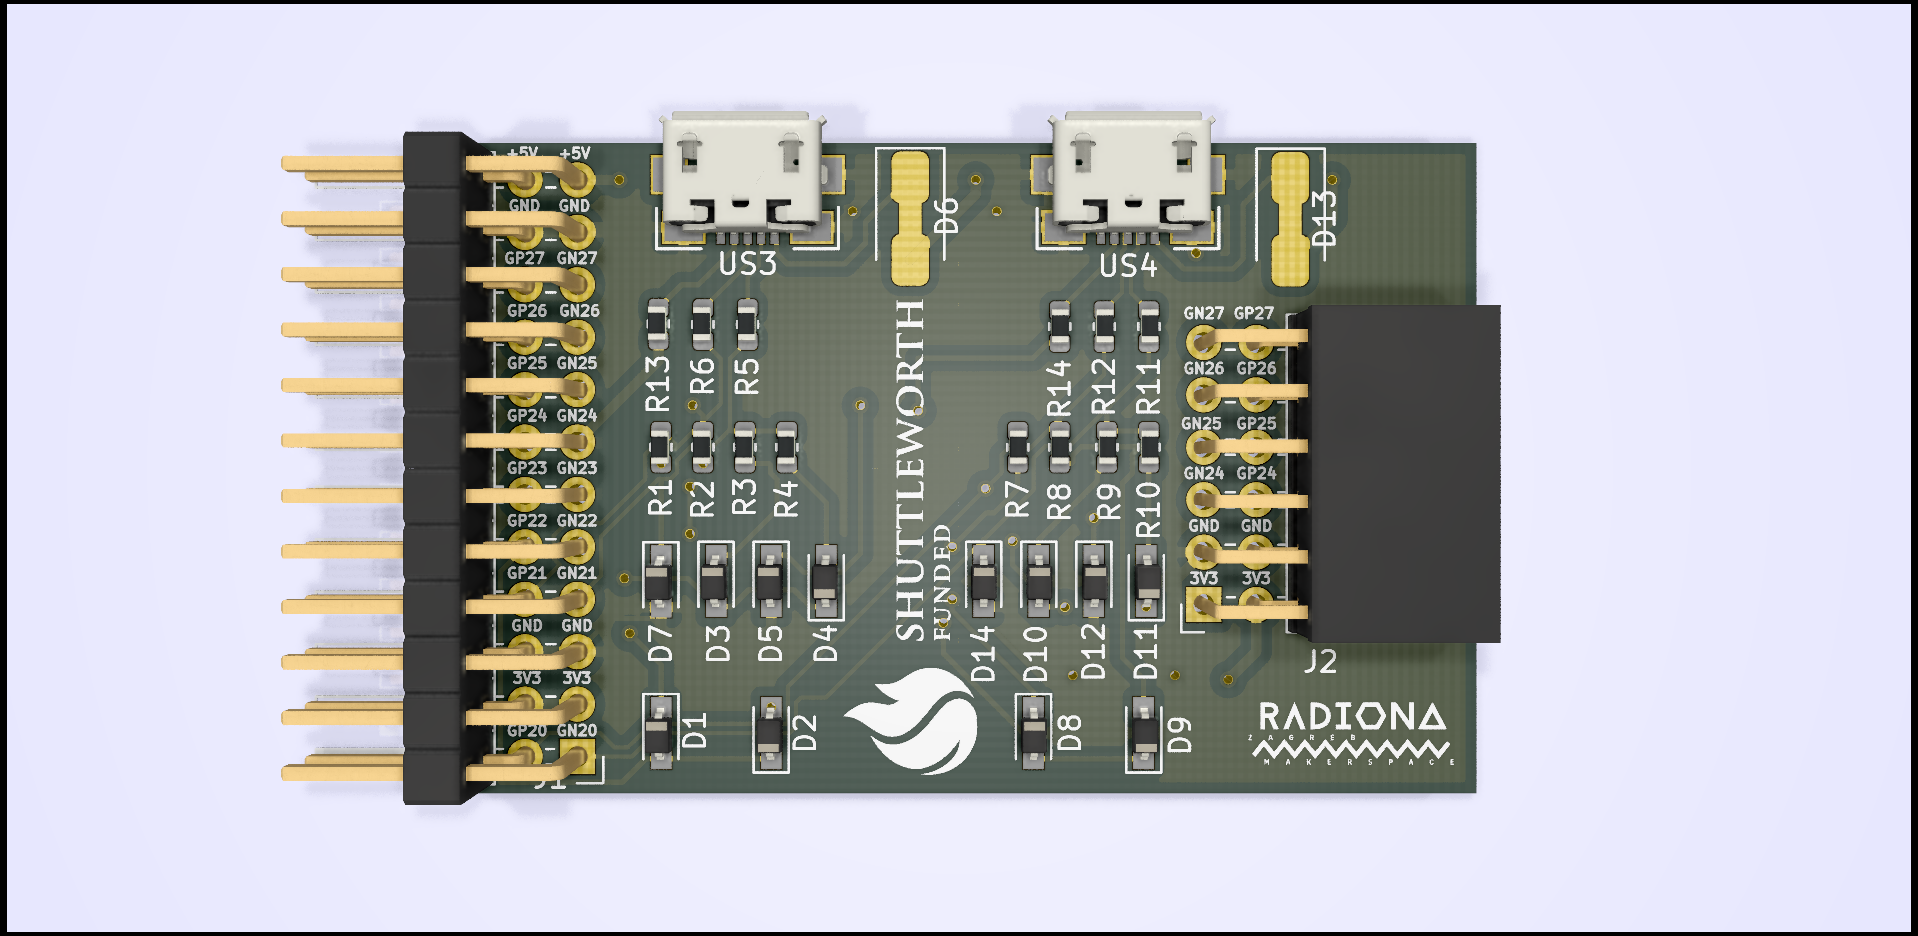 +5V +5V
GND GND
GP27 GN27
GP26 GN26
GP25 GN25
GP24 GN24
GP23 GN23
GP22 GN22
GP21 GN21
GND GND
3V3 3V3
GP20 GN20
J1
US3
D6
US4
D13
R13 R6 R5
R1 R2 R3 R4
D7 D3 D5 D4
D1 D2
SHUTTLEWORTH
FUNDED
R14 R12 R11
R7 R8 R9 R10
D14 D10 D12 D11
D8 D9
GN27 GP27
GN26 GP26
GN25 GP25
GN24 GP24
GND GND
3V3 3V3
J2
RADIONA
ZAGREB
MAKERSPACE